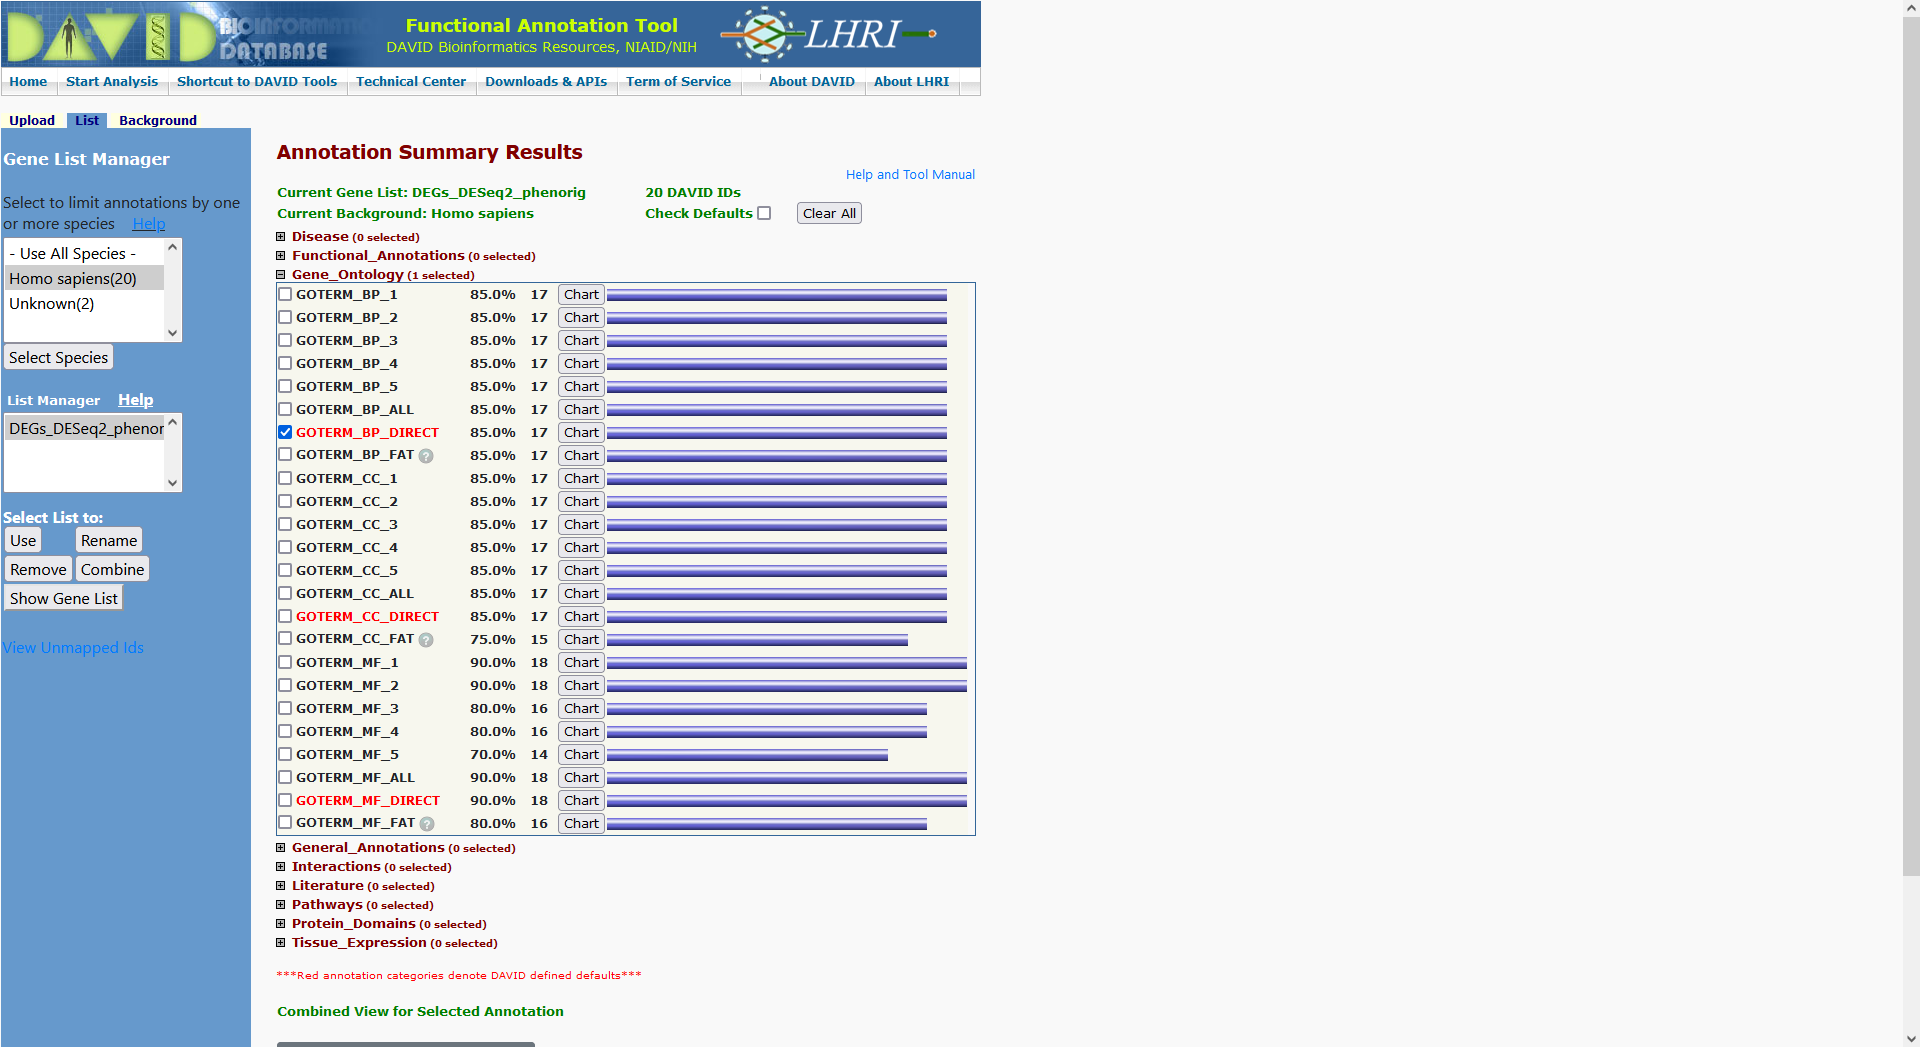 DAVID BIOINFORMATICS
DATABASE
Functional Annotation Tool
DAVID Bioinformatics Resources, NIAID/NIH
LHRI
Home Start Analysis Shortcut to DAVID Tools Technical Center Downloads & APIs Term of Service About DAVID About LHRI
Upload List Background
Gene List Manager
Select to limit annotations by one
or more species Help
- Use All Species -
Homo sapiens(20)
Unknown(2)
Select Species
List Manager Help
DEGs_DESeq2_phenor
Select List to:
Use Rename
Remove Combine
Show Gene List
View Unmapped Ids
Annotation Summary Results
Help and Tool Manual
Current Gene List: DEGs_DESeq2_phenorig 20 DAVID IDs
Current Background: Homo sapiens Check Defaults Clear All
Disease (0 selected)
Functional_Annotations (0 selected)
Gene_Ontology (1 selected)
GOTERM_BP_1 85.0% 17 Chart
GOTERM_BP_2 85.0% 17 Chart
GOTERM_BP_3 85.0% 17 Chart
GOTERM_BP_4 85.0% 17 Chart
GOTERM_BP_5 85.0% 17 Chart
GOTERM_BP_ALL 85.0% 17 Chart
GOTERM_BP_DIRECT 85.0% 17 Chart
GOTERM_BP_FAT ? 85.0% 17 Chart
GOTERM_CC_1 85.0% 17 Chart
GOTERM_CC_2 85.0% 17 Chart
GOTERM_CC_3 85.0% 17 Chart
GOTERM_CC_4 85.0% 17 Chart
GOTERM_CC_5 85.0% 17 Chart
GOTERM_CC_ALL 85.0% 17 Chart
GOTERM_CC_DIRECT 85.0% 17 Chart
GOTERM_CC_FAT ? 75.0% 15 Chart
GOTERM_MF_1 90.0% 18 Chart
GOTERM_MF_2 90.0% 18 Chart
GOTERM_MF_3 80.0% 16 Chart
GOTERM_MF_4 80.0% 16 Chart
GOTERM_MF_5 70.0% 14 Chart
GOTERM_MF_ALL 90.0% 18 Chart
GOTERM_MF_DIRECT 90.0% 18 Chart
GOTERM_MF_FAT ? 80.0% 16 Chart
General_Annotations (0 selected)
Interactions (0 selected)
Literature (0 selected)
Pathways (0 selected)
Protein_Domains (0 selected)
Tissue_Expression (0 selected)
***Red annotation categories denote DAVID defined defaults***
Combined View for Selected Annotation